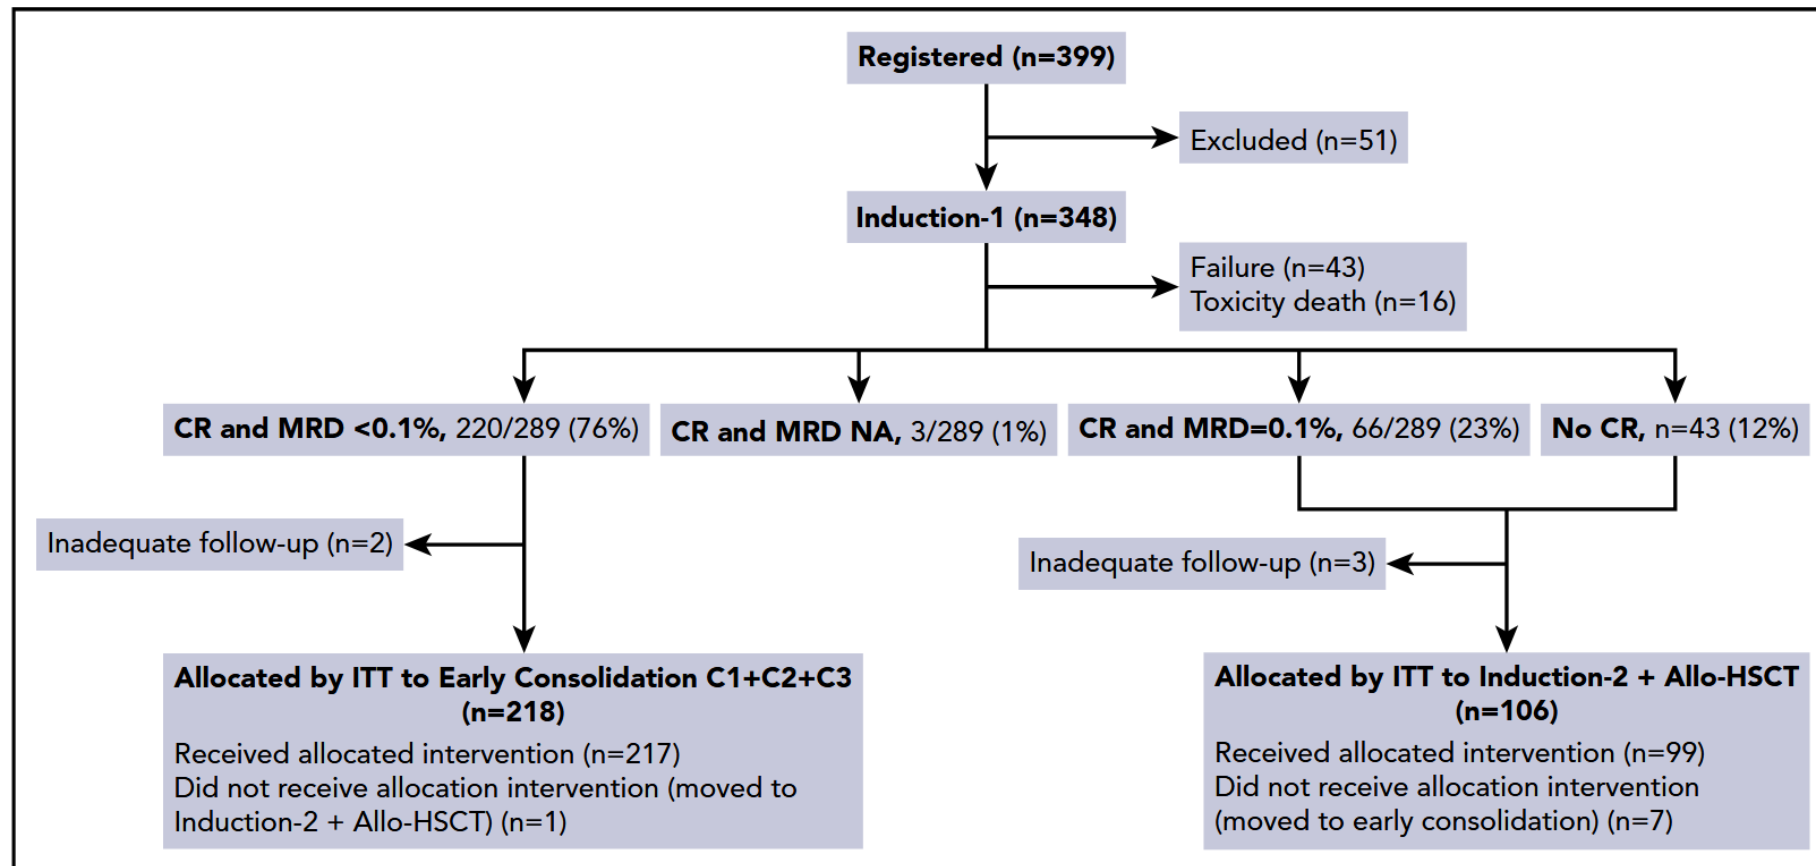 Registered (n=399)
Excluded (n=51)
Induction-1 (n=348)
Failure (n=43)
Toxicity death (n=16)
CR and MRD <0.1%, 220/289 (76%)
CR and MRD NA, 3/289 (1%)
CR and MRD=0.1%, 66/289 (23%)
No CR, n=43 (12%)
Inadequate follow-up (n=2)
Inadequate follow-up (n=3)
Allocated by ITT to Early Consolidation C1+C2+C3
(n=218)
Received allocated intervention (n=217)
Did not receive allocation intervention (moved to
Induction-2 + Allo-HSCT) (n=1)
Allocated by ITT to Induction-2 + Allo-HSCT
(n=106)
Received allocated intervention (n=99)
Did not receive allocation intervention
(moved to early consolidation) (n=7)